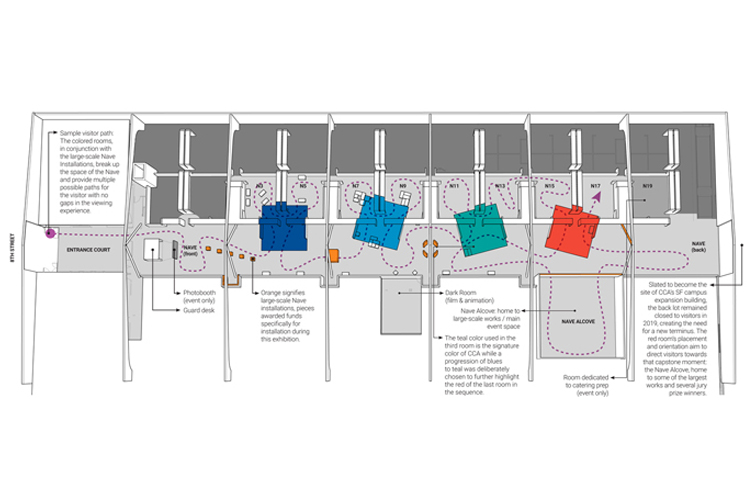 Sample visitor path:
The colored rooms,
in conjunction with
the large-scale Nave
Installations, break up
the space of the Nave
and provide multiple
possible paths for
the visitor with no
gaps in the viewing
experience.
8TH STREET
ENTRANCE COURT
NAVE
(front)
N3
N5
N7
N9
N11
N13
N15
N17
N19
NAVE
(back)
Photobooth
(event only)
Guard desk
Orange signifies
large-scale Nave
installations, pieces
awarded funds
specifically for
installation during
this exhibition.
Dark Room
(film & animation)
Nave Alcove: home to
large-scale works / main
event space
The teal color used in the
third room is the signature
color of CCA while a
progression of blues
to teal was deliberately
chosen to further highlight
the red of the last room in
the sequence.
NAVE ALCOVE
Room dedicated
to catering prep
(event only)
Slated to become the
site of CCA's SF campus
expansion building,
the back lot remained
closed to visitors in
2019, creating the need
for a new terminus. The
red room's placement
and orientation aim to
direct visitors towards
that capstone moment:
the Nave Alcove, home
to some of the largest
works and several jury
prize winners.